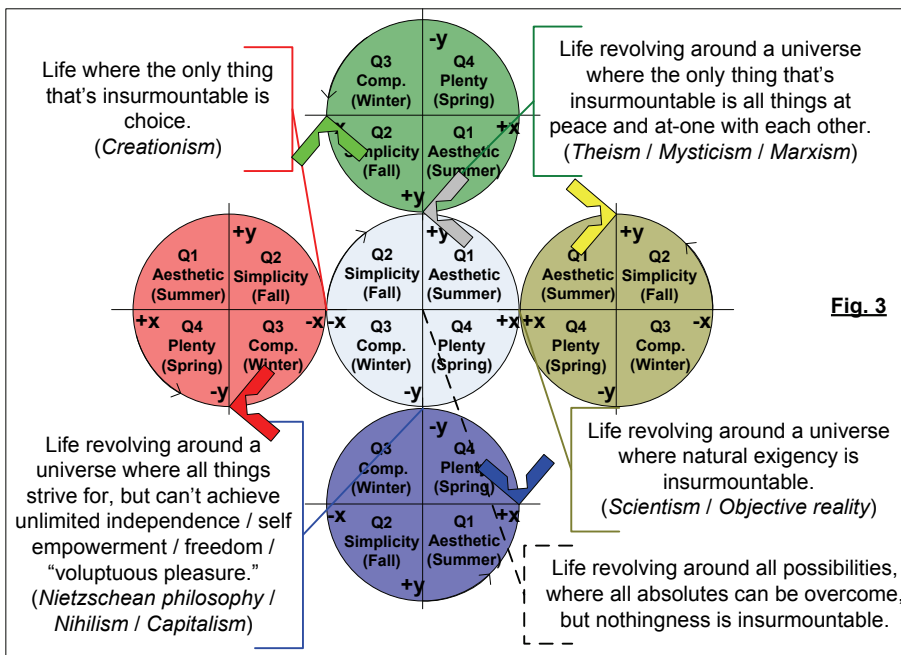 Life where the only thing
that's insurmountable is
choice.
(Creationism)
-y
Q3
Comp.
(Winter)
Q4
Plenty
(Spring)
-x
+x
Q2
Simplicity
(Fall)
Q1
Aesthetic
(Summer)
+y
Life revolving around a universe
where the only thing that's
insurmountable is all things at
peace and at-one with each other.
(Theism / Mysticism / Marxism)
+y
Q1
Aesthetic
(Summer)
Q2
Simplicity
(Fall)
+x
-x
Q4
Plenty
(Spring)
Q3
Comp.
(Winter)
-y
+y
Q2
Simplicity
(Fall)
Q1
Aesthetic
(Summer)
-x
+x
Q3
Comp.
(Winter)
Q4
Plenty
(Spring)
-y
+y
Q1
Aesthetic
(Summer)
Q2
Simplicity
(Fall)
+x
-x
Q4
Plenty
(Spring)
Q3
Comp.
(Winter)
-y
Fig. 3
-y
Q3
Comp.
(Winter)
Q4
Plenty
(Spring)
-x
+x
Q2
Simplicity
(Fall)
Q1
Aesthetic
(Summer)
+y
Life revolving around a
universe where all things
strive for, but can't achieve
unlimited independence / self
empowerment / freedom /
“voluptuous pleasure.”
(Nietzschean philosophy /
Nihilism / Capitalism)
Life revolving around a universe
where natural exigency is
insurmountable.
(Scientism / Objective reality)
Life revolving around all possibilities,
where all absolutes can be overcome,
but nothingness is insurmountable.